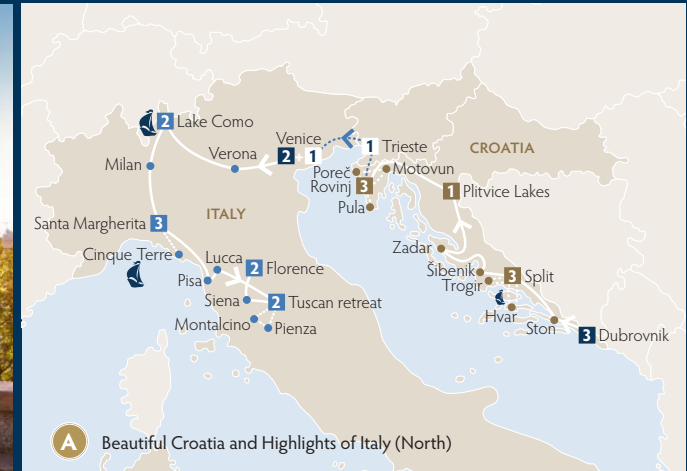 2 Lake Como
Venice
2 + 1
1 Trieste
CROATIA
Milan
Verona
Poreč
Motovun
Rovinj 3
1 Plitvice Lakes
Pula
ITALY
Santa Margherita 3
Zadar
Cinque Terre
Lucca
2 Florence
Šibenik
3 Split
Pisa
Trogir
Siena
2 Tuscan retreat
Hvar
Montalcino
Pienza
Ston
3 Dubrovnik
A Beautiful Croatia and Highlights of Italy (North)